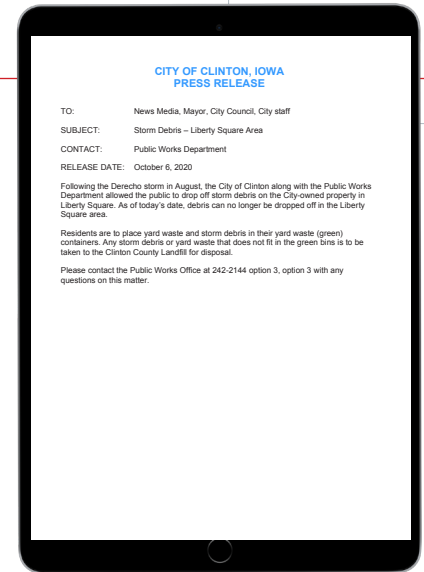 CITY OF CLINTON, IOWA
PRESS RELEASE
TO: News Media, Mayor, City Council, City staff
SUBJECT: Storm Debris – Liberty Square Area
CONTACT: Public Works Department
RELEASE DATE: October 6, 2020
Following the Derecho storm in August, the City of Clinton along with the Public Works
Department allowed the public to drop off storm debris on the City-owned property in
Liberty Square. As of today's date, debris can no longer be dropped off in the Liberty
Square area.
Residents are to place yard waste and storm debris in their yard waste (green)
containers. Any storm debris or yard waste that does not fit in the green bins is to be
taken to the Clinton County Landfill for disposal.
Please contact the Public Works Office at 242-2144 option 3, option 3 with any
questions on this matter.